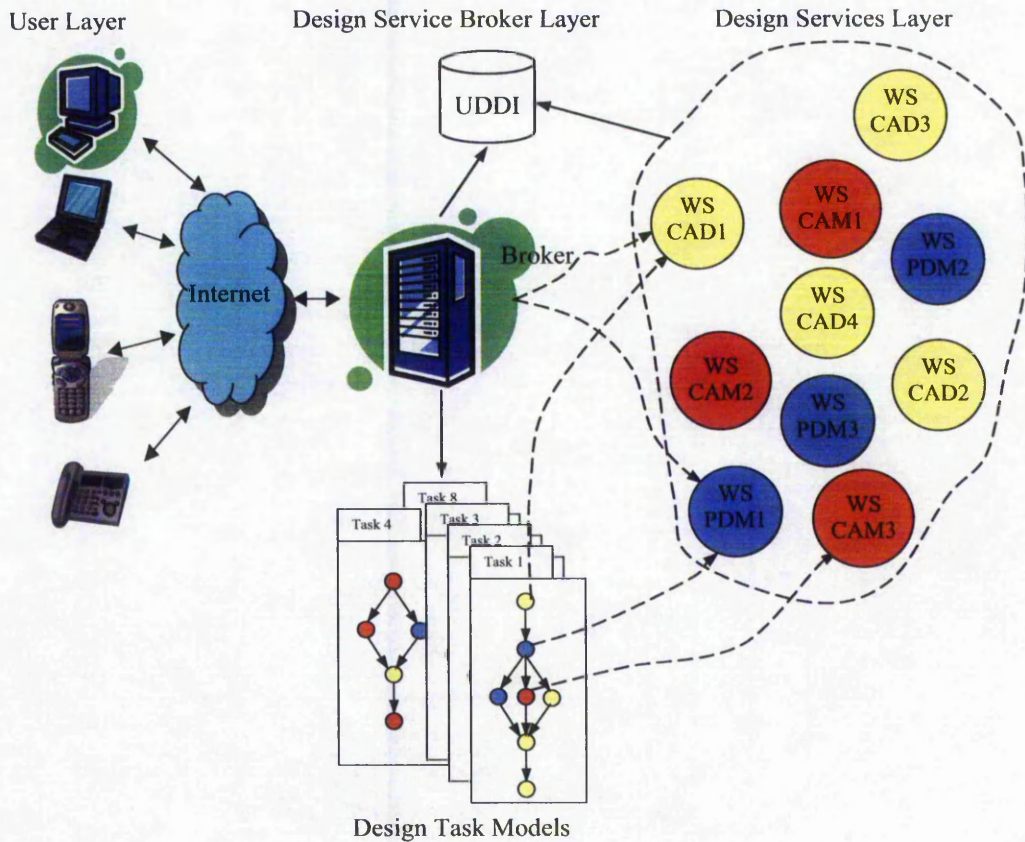 User Layer
Design Service Broker Layer
Design Services Layer
UDDI
WS
CAD3
WS
CAD1
WS
CAM1
WS
PDM2
Broker
Internet
WS
CAD4
WS
CAM2
WS
CAD2
WS
PDM3
WS
PDM1
WS
CAM3
Task 8
Task 4
Task 3
Task 2
Task 1
Design Task Models